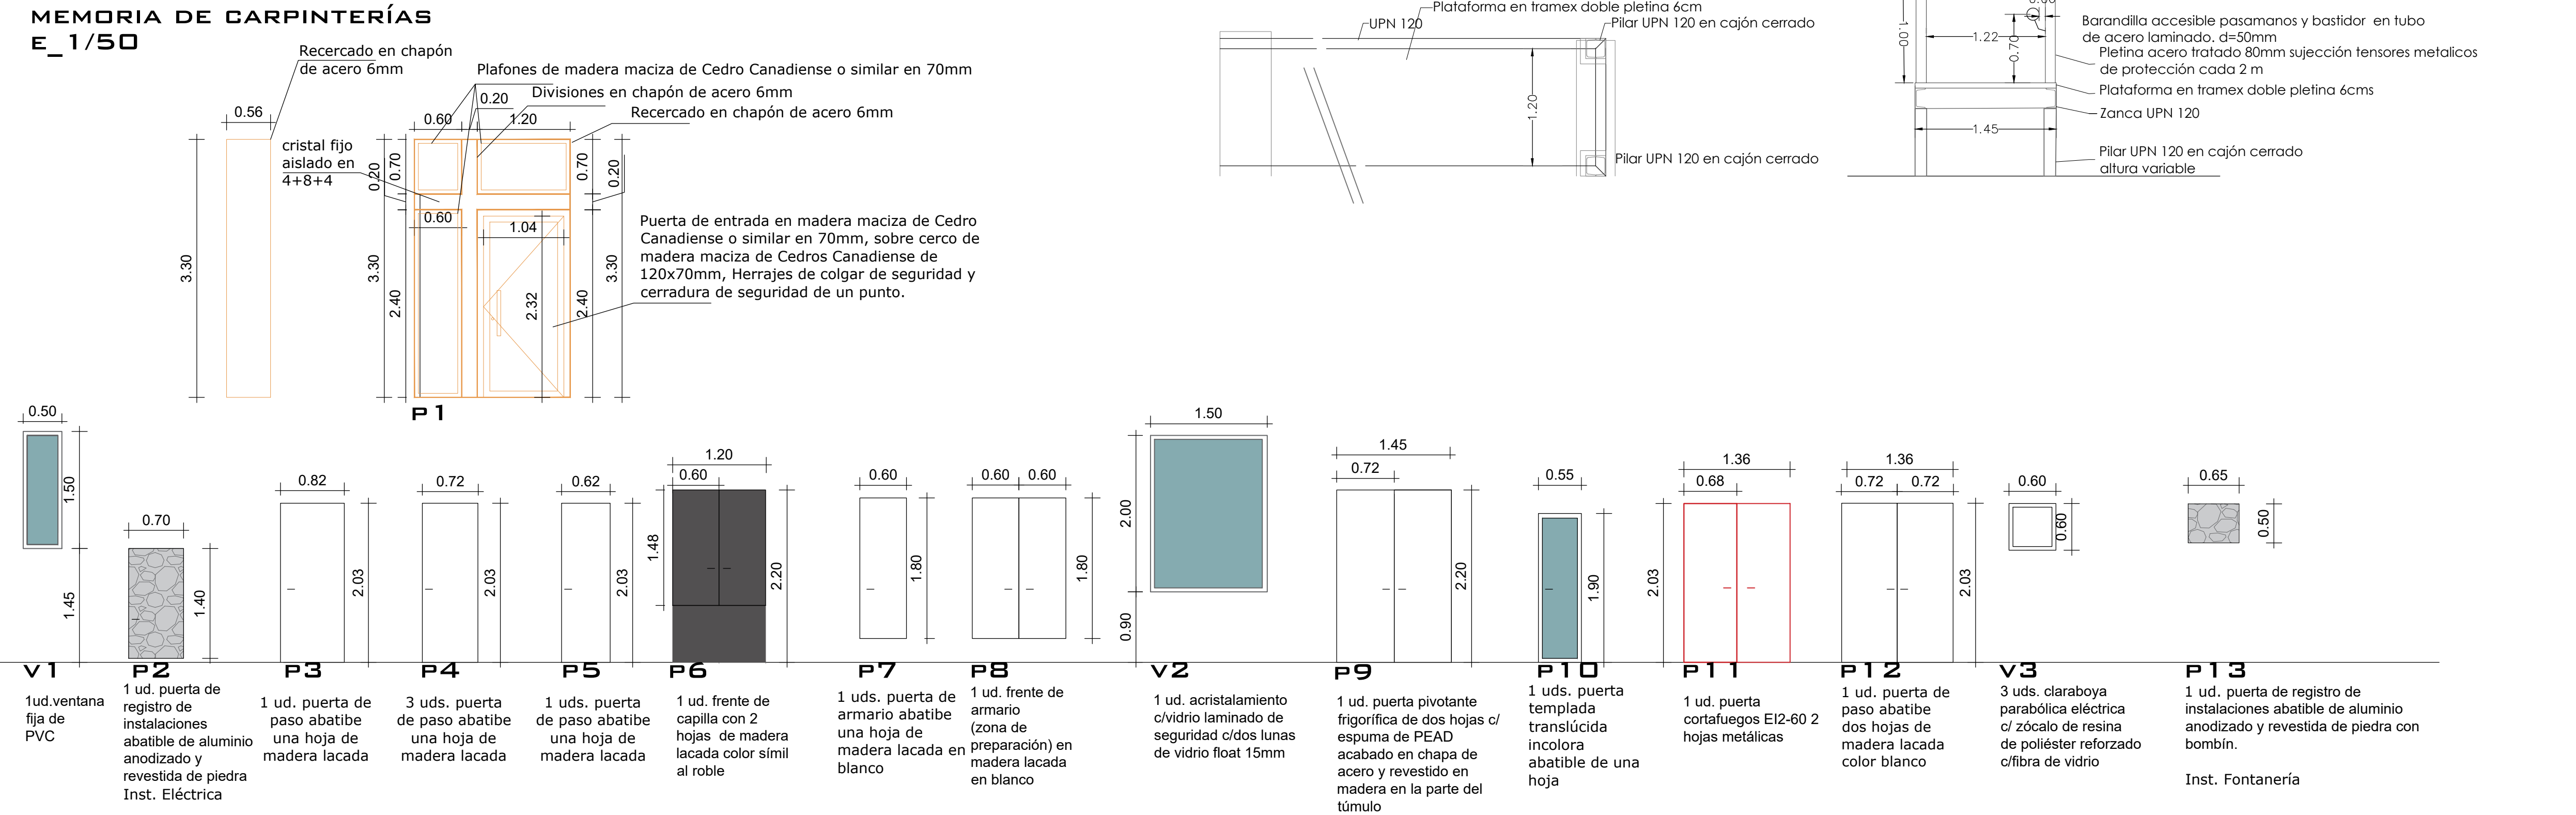 MEMORIA DE CARPINTERÍAS
E_1/50
Recercado en chapón
de acero 6mm
Plafones de madera maciza de Cedro Canadiense o similar en 70mm
Divisiones en chapón de acero 6mm
Recercado en chapón de acero 6mm
0.56
0.60
0.20
1.20
cristal fijo
aislado en
4+8+4
3.30
3.30
0.20
0.70
2.40
0.60
1.04
2.32
0.70
0.20
2.40
3.30
Puerta de entrada en madera maciza de Cedro
Canadiense o similar en 70mm, sobre cerco de
madera maciza de Cedros Canadiense de
120x70mm, Herrajes de colgar de seguridad y
cerradura de seguridad de un punto.
P1
Plataforma en tramex doble pletina 6cm
UPN 120
Pilar UPN 120 en cajón cerrado
1.20
Pilar UPN 120 en cajón cerrado
1.00
1.22
0.70
1.45
Barandilla accesible pasamanos y bastidor en tubo
de acero laminado. d=50mm
Pletina acero tratado 80mm sujección tensores metalicos
de protección cada 2 m
Plataforma en tramex doble pletina 6cms
Zanca UPN 120
Pilar UPN 120 en cajón cerrado
altura variable
0.50
1.50
1.45
V1
1ud.ventana
fija de
PVC
0.70
1.40
P2
1 ud. puerta de
registro de
instalaciones
abatible de aluminio
anodizado y
revestida de piedra
Inst. Eléctrica
0.82
2.03
P3
1 ud. puerta de
paso abatibe
una hoja de
madera lacada
0.72
2.03
P4
3 uds. puerta
de paso abatibe
una hoja de
madera lacada
0.62
2.03
P5
1 uds. puerta
de paso abatibe
una hoja de
madera lacada
1.20
0.60
1.48
2.20
P6
1 ud. frente de
capilla con 2
hojas de madera
lacada color símil
al roble
0.60
1.80
P7
1 uds. puerta de
armario abatibe
una hoja de
madera lacada en
blanco
0.60
0.60
1.80
P8
1 ud. frente de
armario
(zona de
preparación) en
madera lacada
en blanco
1.50
2.00
0.90
V2
1 ud. acristalamiento
c/vidrio laminado de
seguridad c/dos lunas
de vidrio float 15mm
1.45
0.72
2.20
P9
1 ud. puerta pivotante
frigorífica de dos hojas c/
espuma de PEAD
acabado en chapa de
acero y revestido en
madera en la parte del
túmulo
0.55
1.90
P10
1 uds. puerta
templada
translúcida
incolora
abatible de una
hoja
1.36
0.68
2.03
P11
1 ud. puerta
cortafuegos EI2-60 2
hojas metálicas
1.36
0.72
0.72
2.03
P12
1 ud. puerta de
paso abatibe
dos hojas de
madera lacada
color blanco
0.60
0.60
V3
3 uds. claraboya
parabólica eléctrica
c/ zócalo de resina
de poliéster reforzado
c/fibra de vidrio
0.65
0.50
P13
1 ud. puerta de registro de
instalaciones abatible de aluminio
anodizado y revestida de piedra con
bombín.
Inst. Fontanería